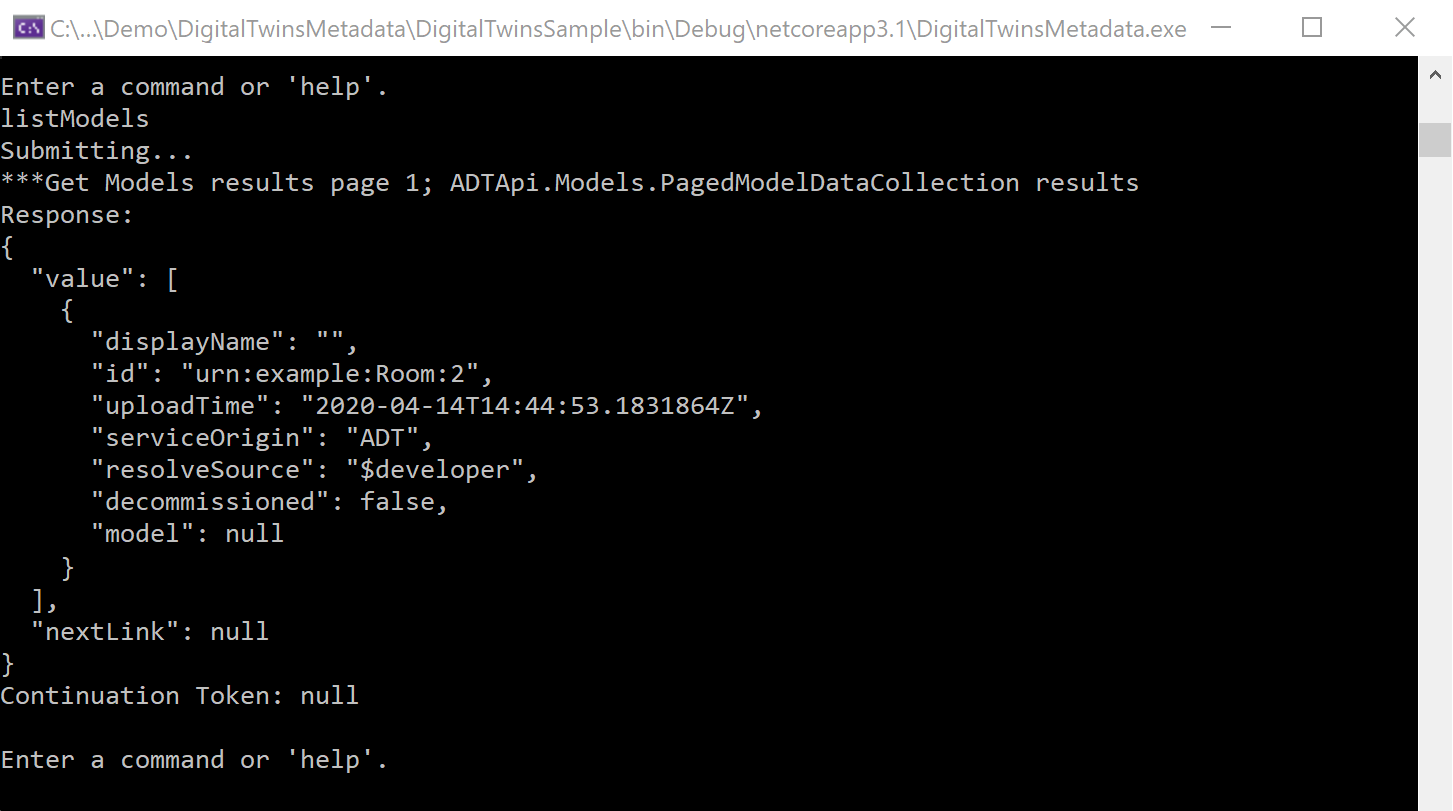 C:\...\Demo\DigitalTwinsMetadata\DigitalTwinsSample\bin\Debug\netcoreapp3.1\DigitalTwinsMetadata.exe
Enter a command or 'help'.
listModels
Submitting...
***Get Models results page 1; ADTApi.Models.PagedModelDataCollection results
Response:
{
  "value": [
    {
      "displayName": "",
      "id": "urn:example:Room:2",
      "uploadTime": "2020-04-14T14:44:53.1831864Z",
      "serviceOrigin": "ADT",
      "resolveSource": "$developer",
      "decommissioned": false,
      "model": null
    }
  ],
  "nextLink": null
}
Continuation Token: null
Enter a command or 'help'.